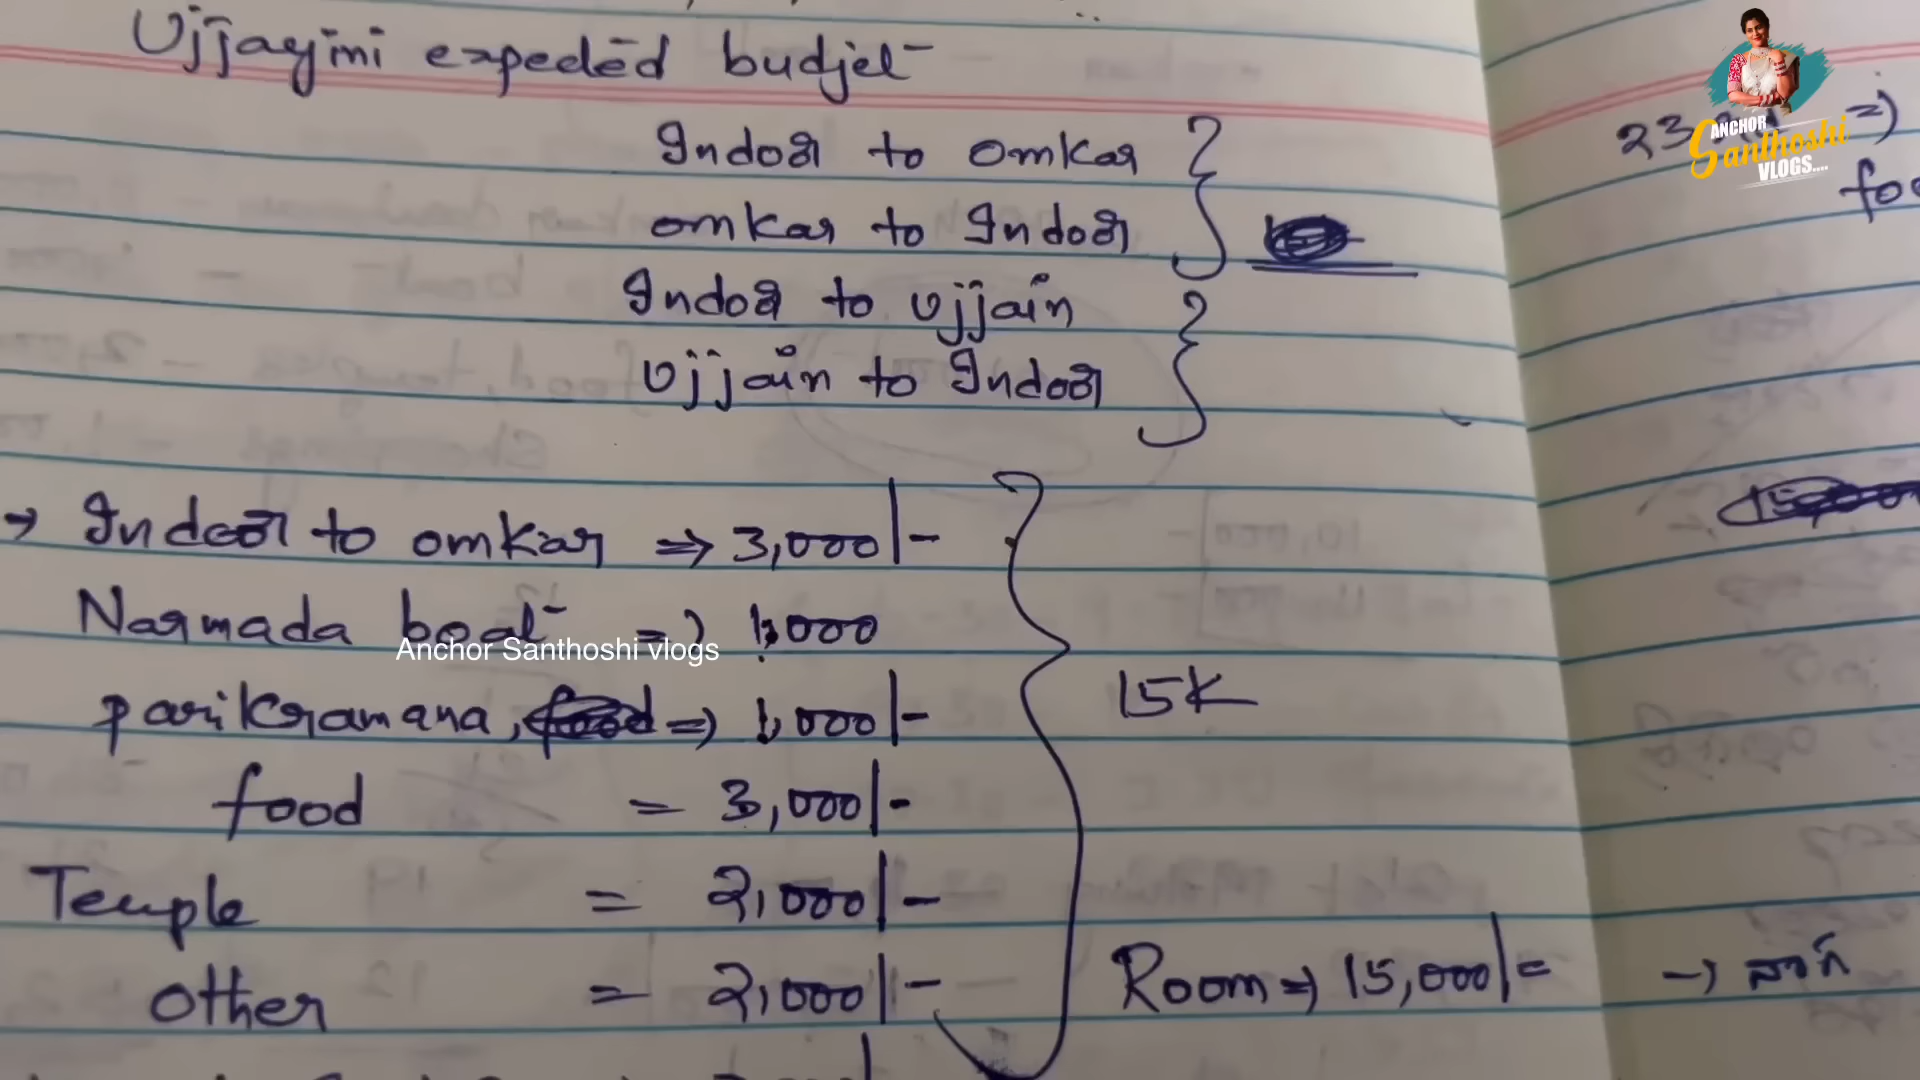 Ujjayini expected budjet
Indoor to omkar
omkar to Indoor
Indoor to Ujjain
Ujjain to Indoor
→ Indoor to omkar => 3,000/-
Narmada boat => 1,000
parikramana, food => 1,000/-
15K
food = 3,000/-
Temple = 2,000/-
other = 2,000/-
Room => 15,000/=
Anchor Santhoshi vlogs
ANCHOR
Santhoshi
VLOGS....